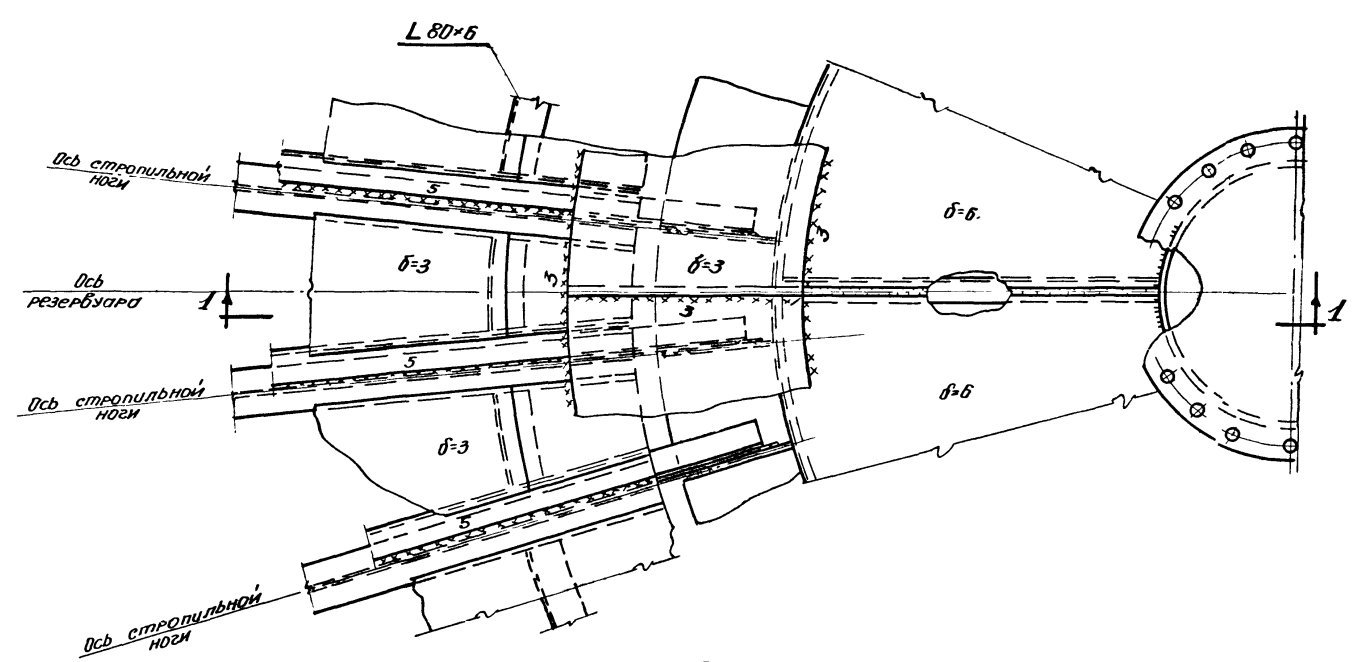 L 80×6
Ось стропильной
ноги
5
δ=6.
3
δ=3
δ=3
3
Ось
резервуара
1
3
1
5
Ось стропильной
ноги
δ=6
δ=3
5
Ось стропильной
ноги